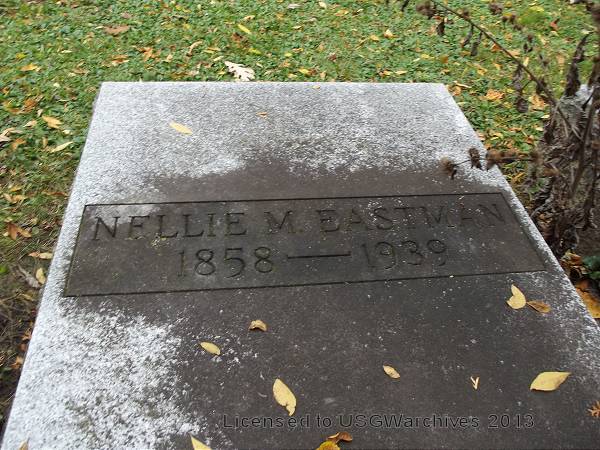 NELLIE M. EASTMAN
1858 — 1939
Licensed to USGWarchives 2013